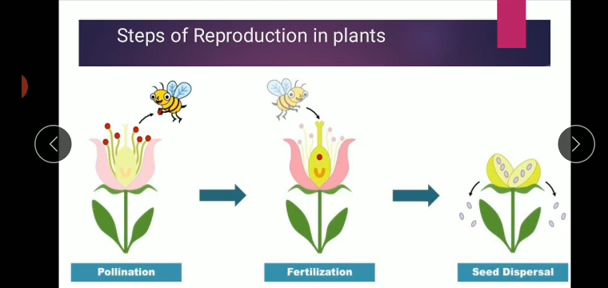 Steps of Reproduction in plants
Pollination
Fertilization
Seed Dispersal